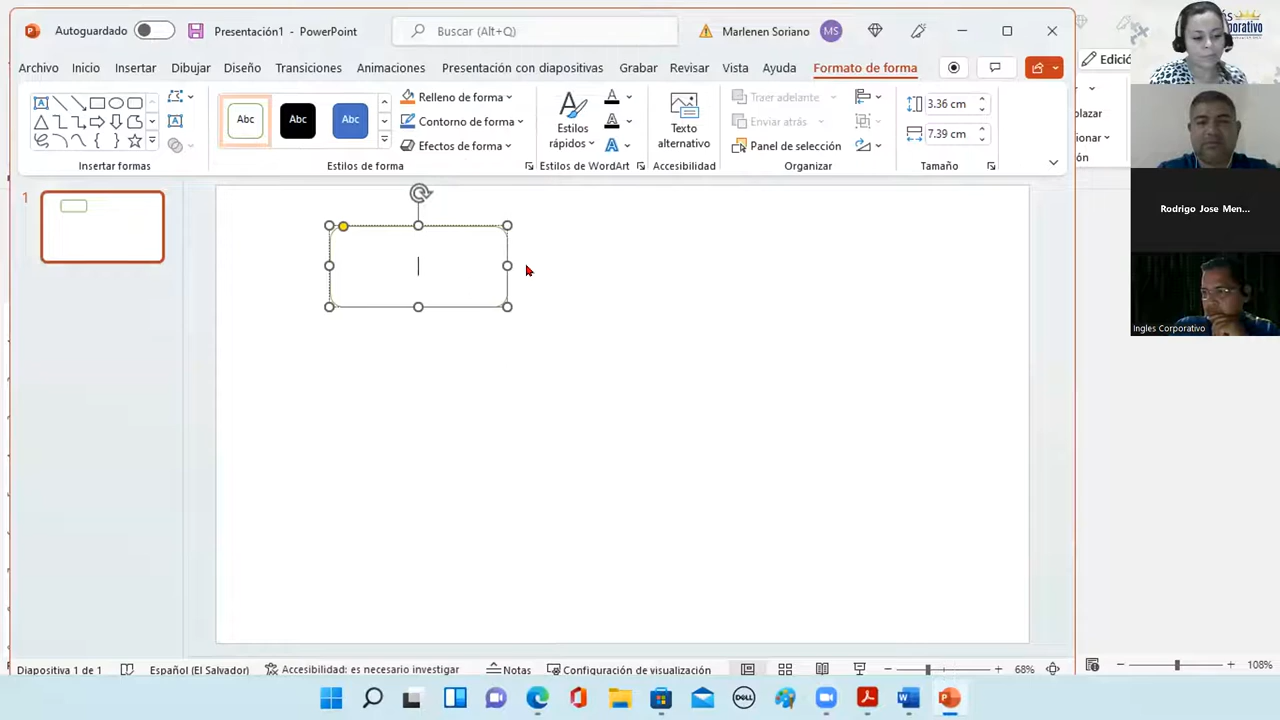 Autoguardado Presentación1 - PowerPoint Buscar (Alt+Q) Marlenen Soriano MS
Archivo Inicio Insertar Dibujar Diseño Transiciones Animaciones Presentación con diapositivas Grabar Revisar Vista Ayuda Formato de forma
Abc Abc Abc
Relleno de forma
Contorno de forma
Efectos de forma
Estilos
rápidos
A
A
A
Texto
alternativo
Traer adelante
Enviar atrás
Panel de selección
3.36 cm
7.39 cm
Insertar formas Estilos de forma Estilos de WordArt Accesibilidad Organizar Tamaño
1
Rodrigo Jose Men...
Ingles Corporativo
Diapositiva 1 de 1 Español (El Salvador) Accesibilidad: es necesario investigar Notas Configuración de visualización 68%
108%
DELL